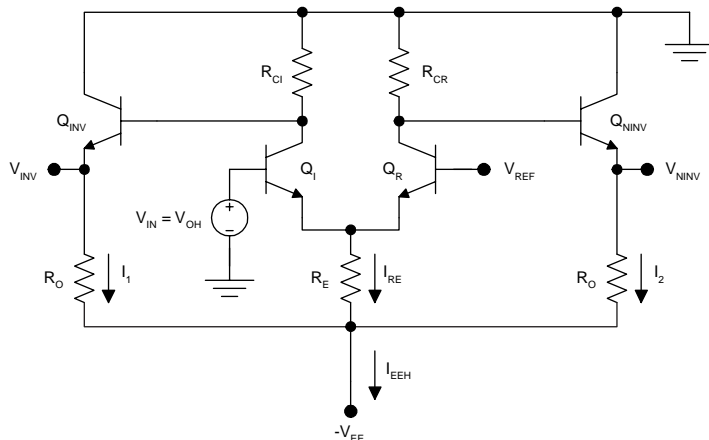 R_CI
R_CR
Q_INV
Q_NINV
V_INV
Q_I
Q_R
V_REF
V_NINV
V_IN = V_OH
+
−
R_O
I_1
R_E
I_RE
R_O
I_2
I_EEH
-V_EE